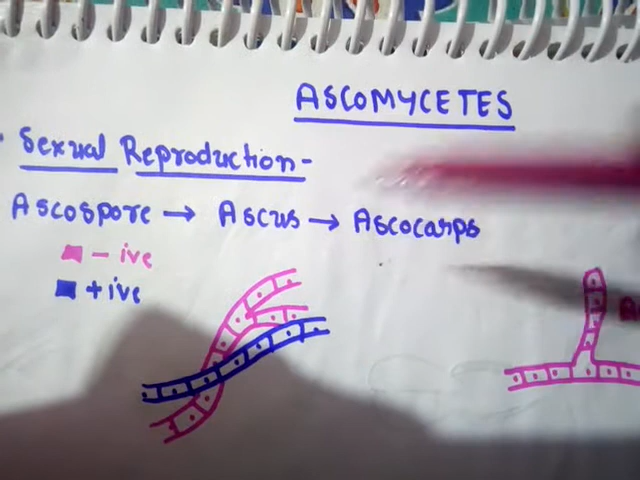 ASCOMYCETES
Sexual Reproduction-
Ascospore → Ascus → Ascocarps
- ive
+ive